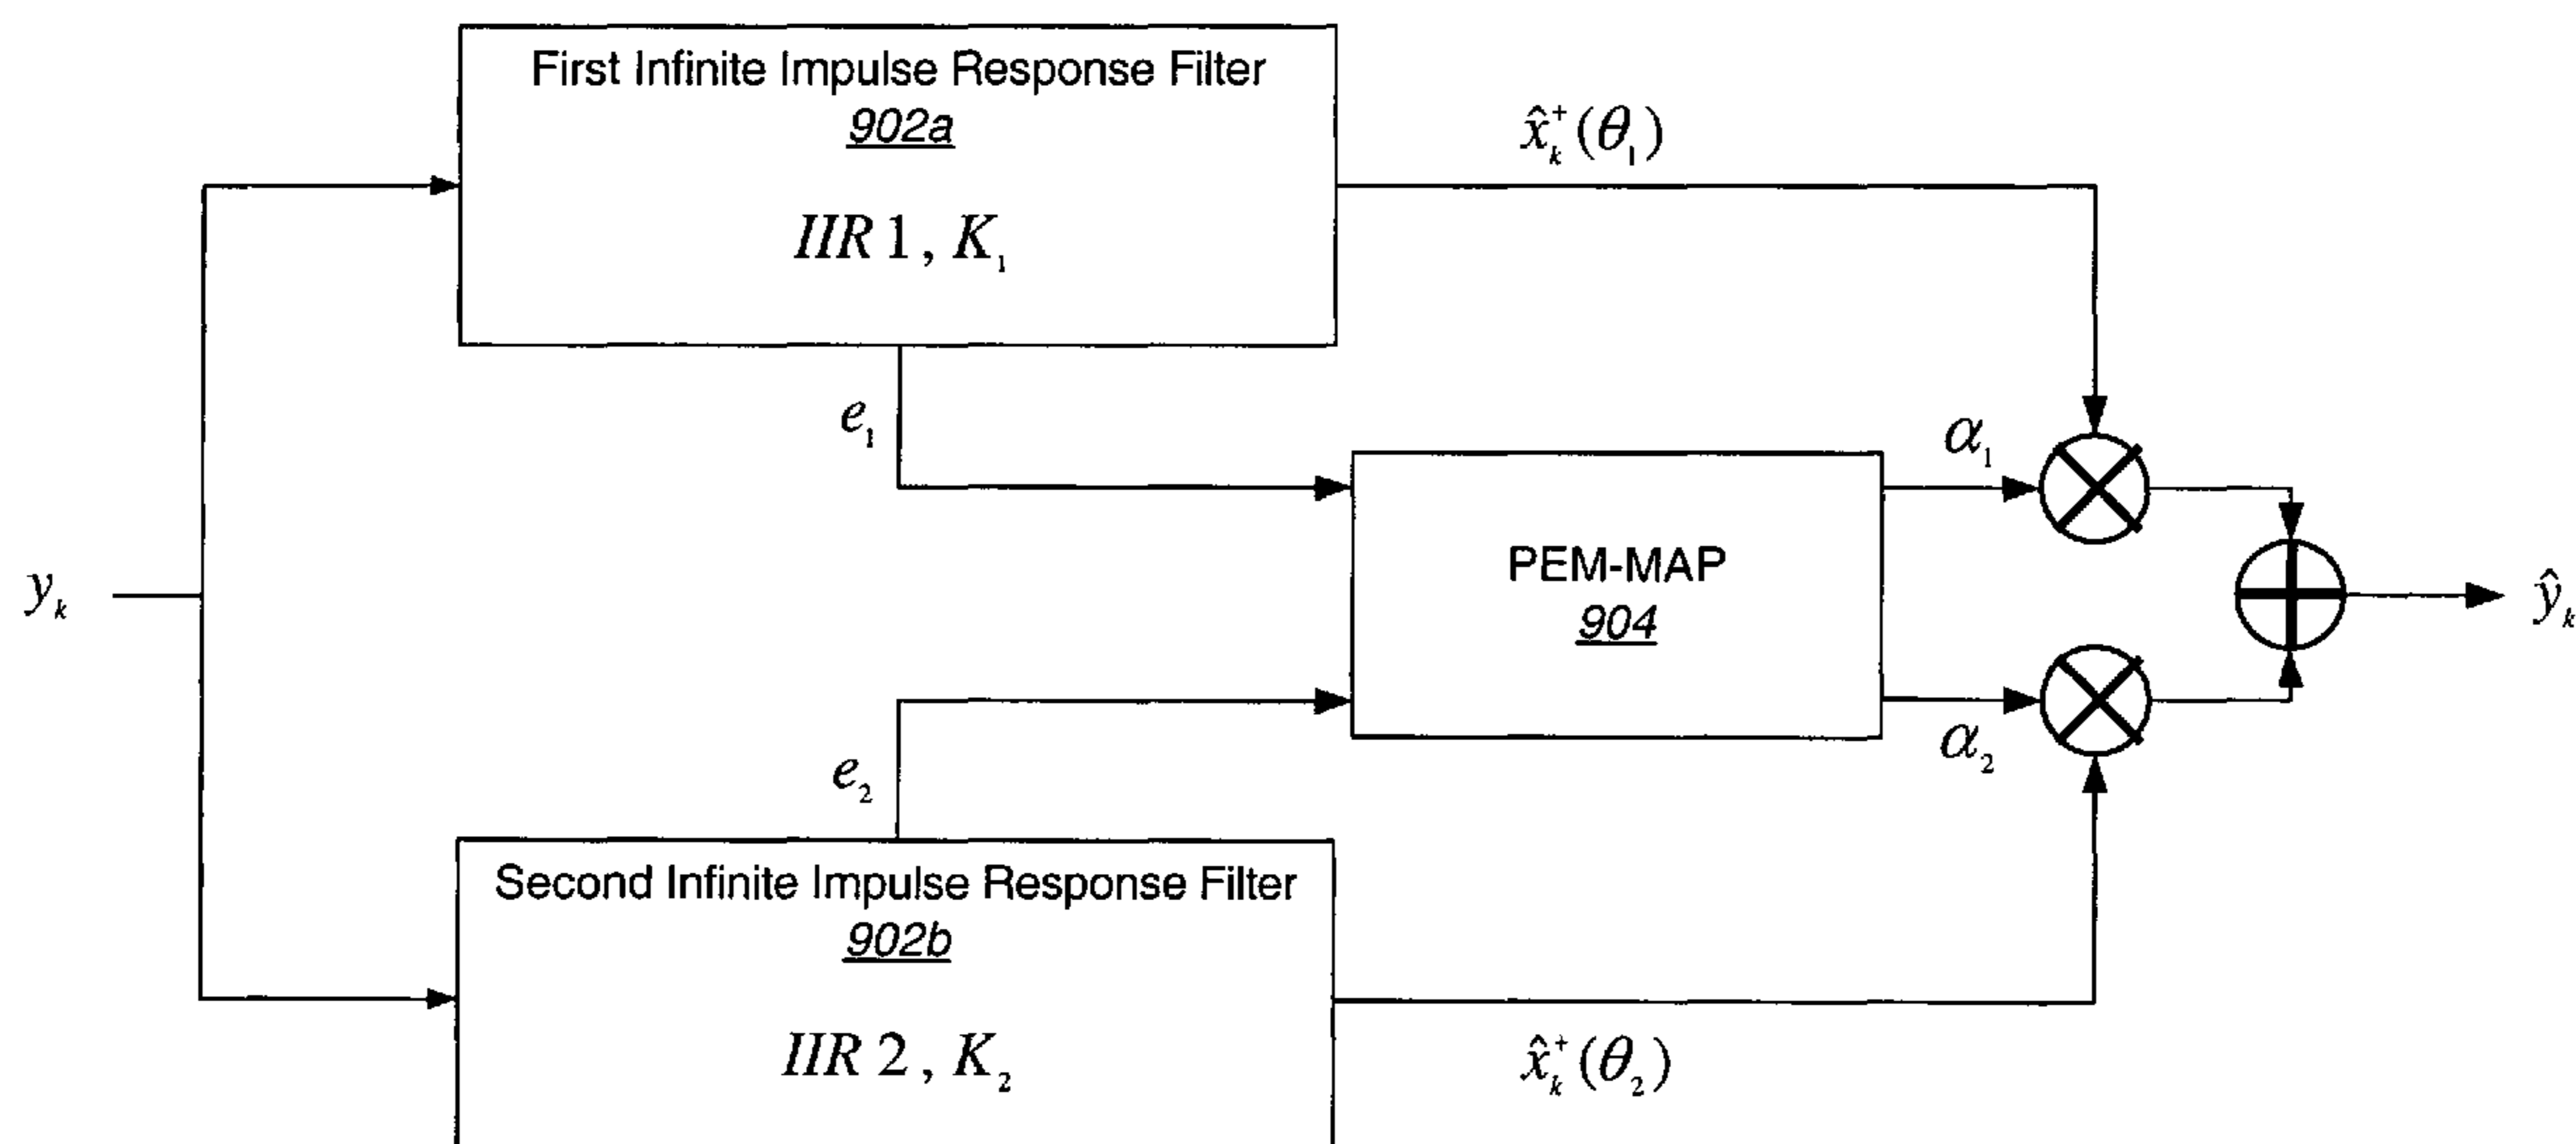 First Infinite Impulse Response Filter
902a
IIR 1, K₁
x̂ₖ⁺(θ₁)
e₁
α₁
yₖ
PEM-MAP
904
ŷₖ
e₂
α₂
Second Infinite Impulse Response Filter
902b
IIR 2, K₂
x̂ₖ⁺(θ₂)